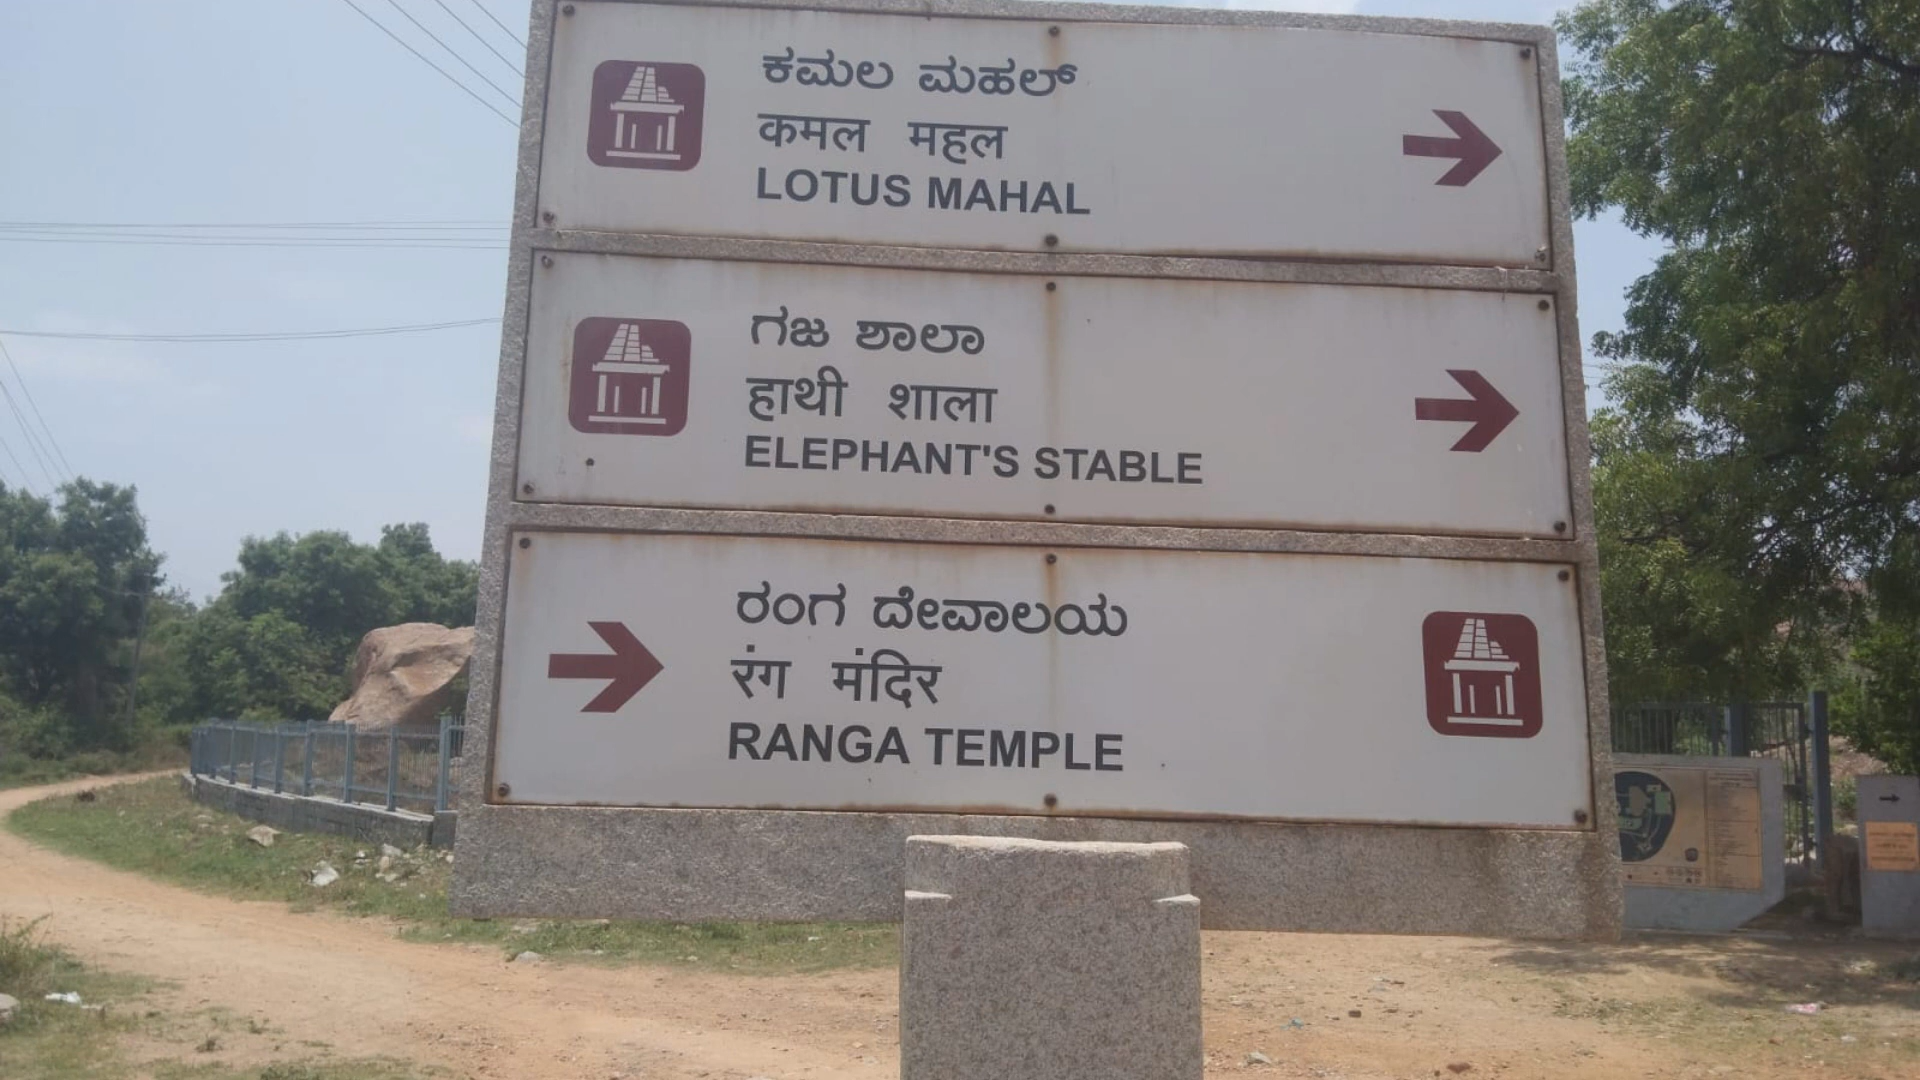 ಕಮಲ ಮಹಲ್
कमल महल
LOTUS MAHAL
ಗಜ ಶಾಲಾ
हाथी शाला
ELEPHANT'S STABLE
ರಂಗ ದೇವಾಲಯ
रंग मंदिर
RANGA TEMPLE